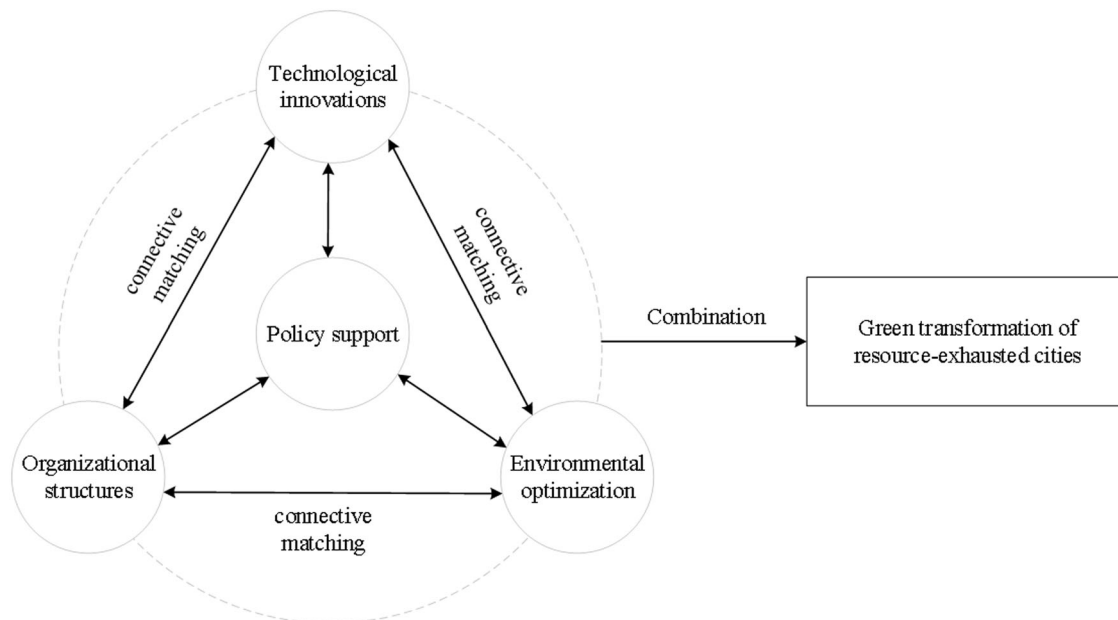 Technological
innovations
connective
matching
connective
matching
Policy support
Combination
Green transformation of
resource-exhausted cities
Organizational
structures
Environmental
optimization
connective
matching